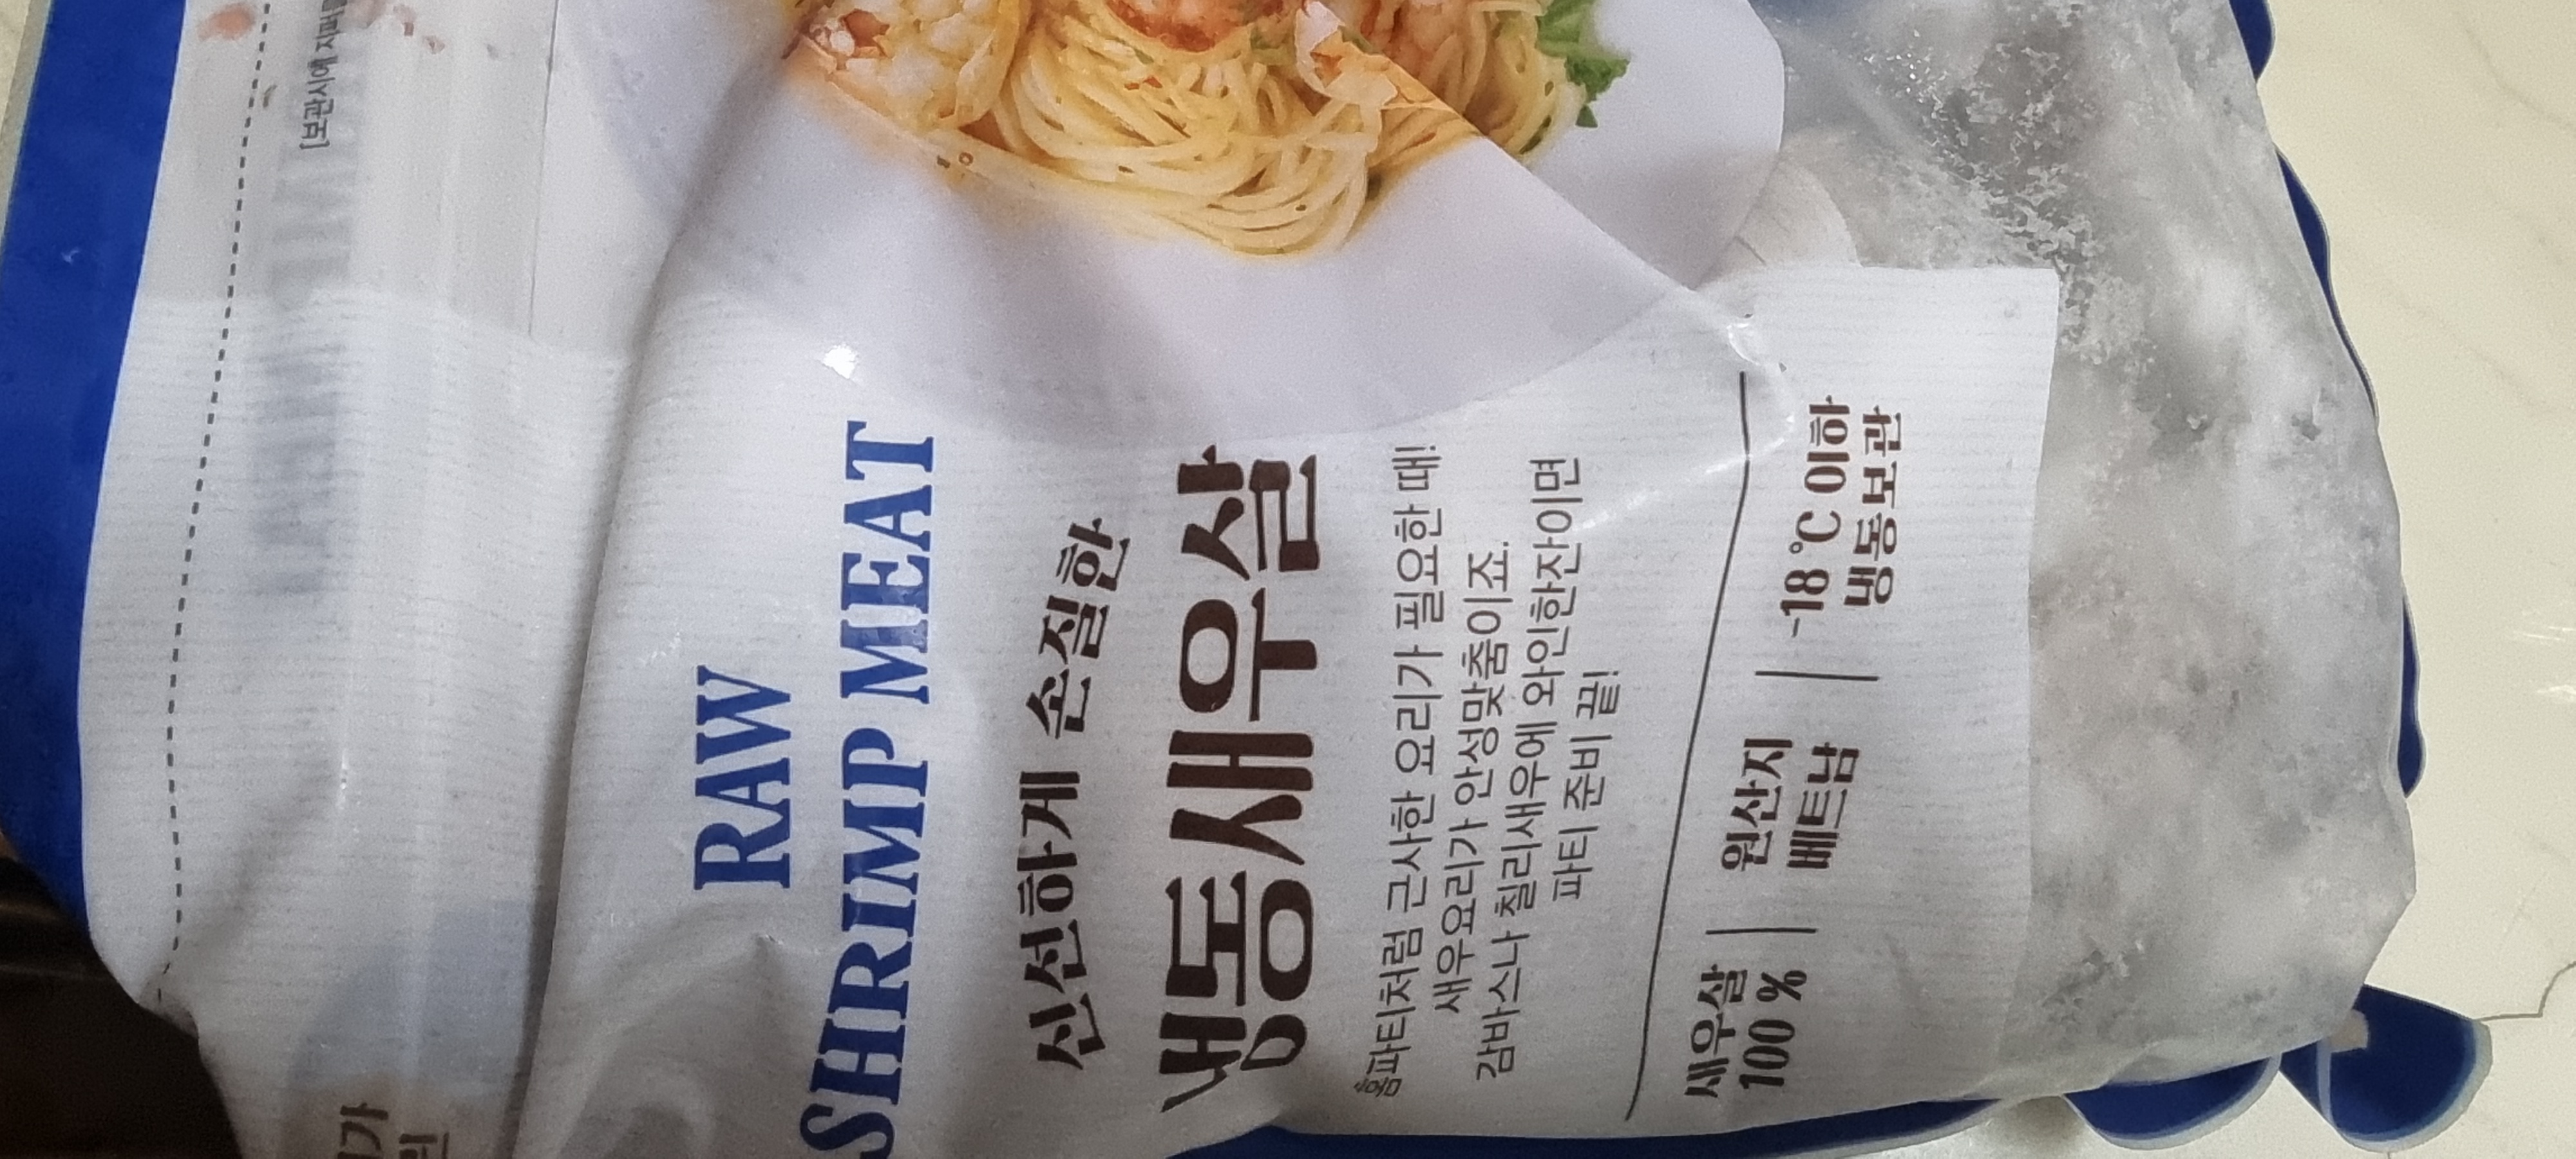 [보관시에 지퍼를
RAW
SHRIMP MEAT
신선하게 손질한
냉동새우살
홈파티처럼 근사한 요리가 필요한 때!
새우요리가 안성맞춤이죠.
감바스나 칠리새우에 와인한잔이면
파티 준비 끝!
새우살
100 %
원산지
베트남
-18 ℃ 이하
냉동보관